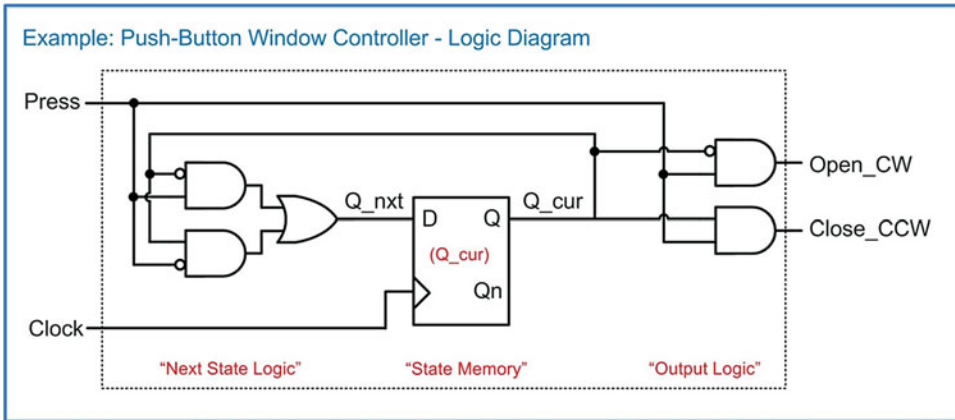 Example: Push-Button Window Controller - Logic Diagram
Press
Q_nxt
Q_cur
D
Q
(Q_cur)
Qn
Open_CW
Close_CCW
Clock
“Next State Logic”
“State Memory”
“Output Logic”